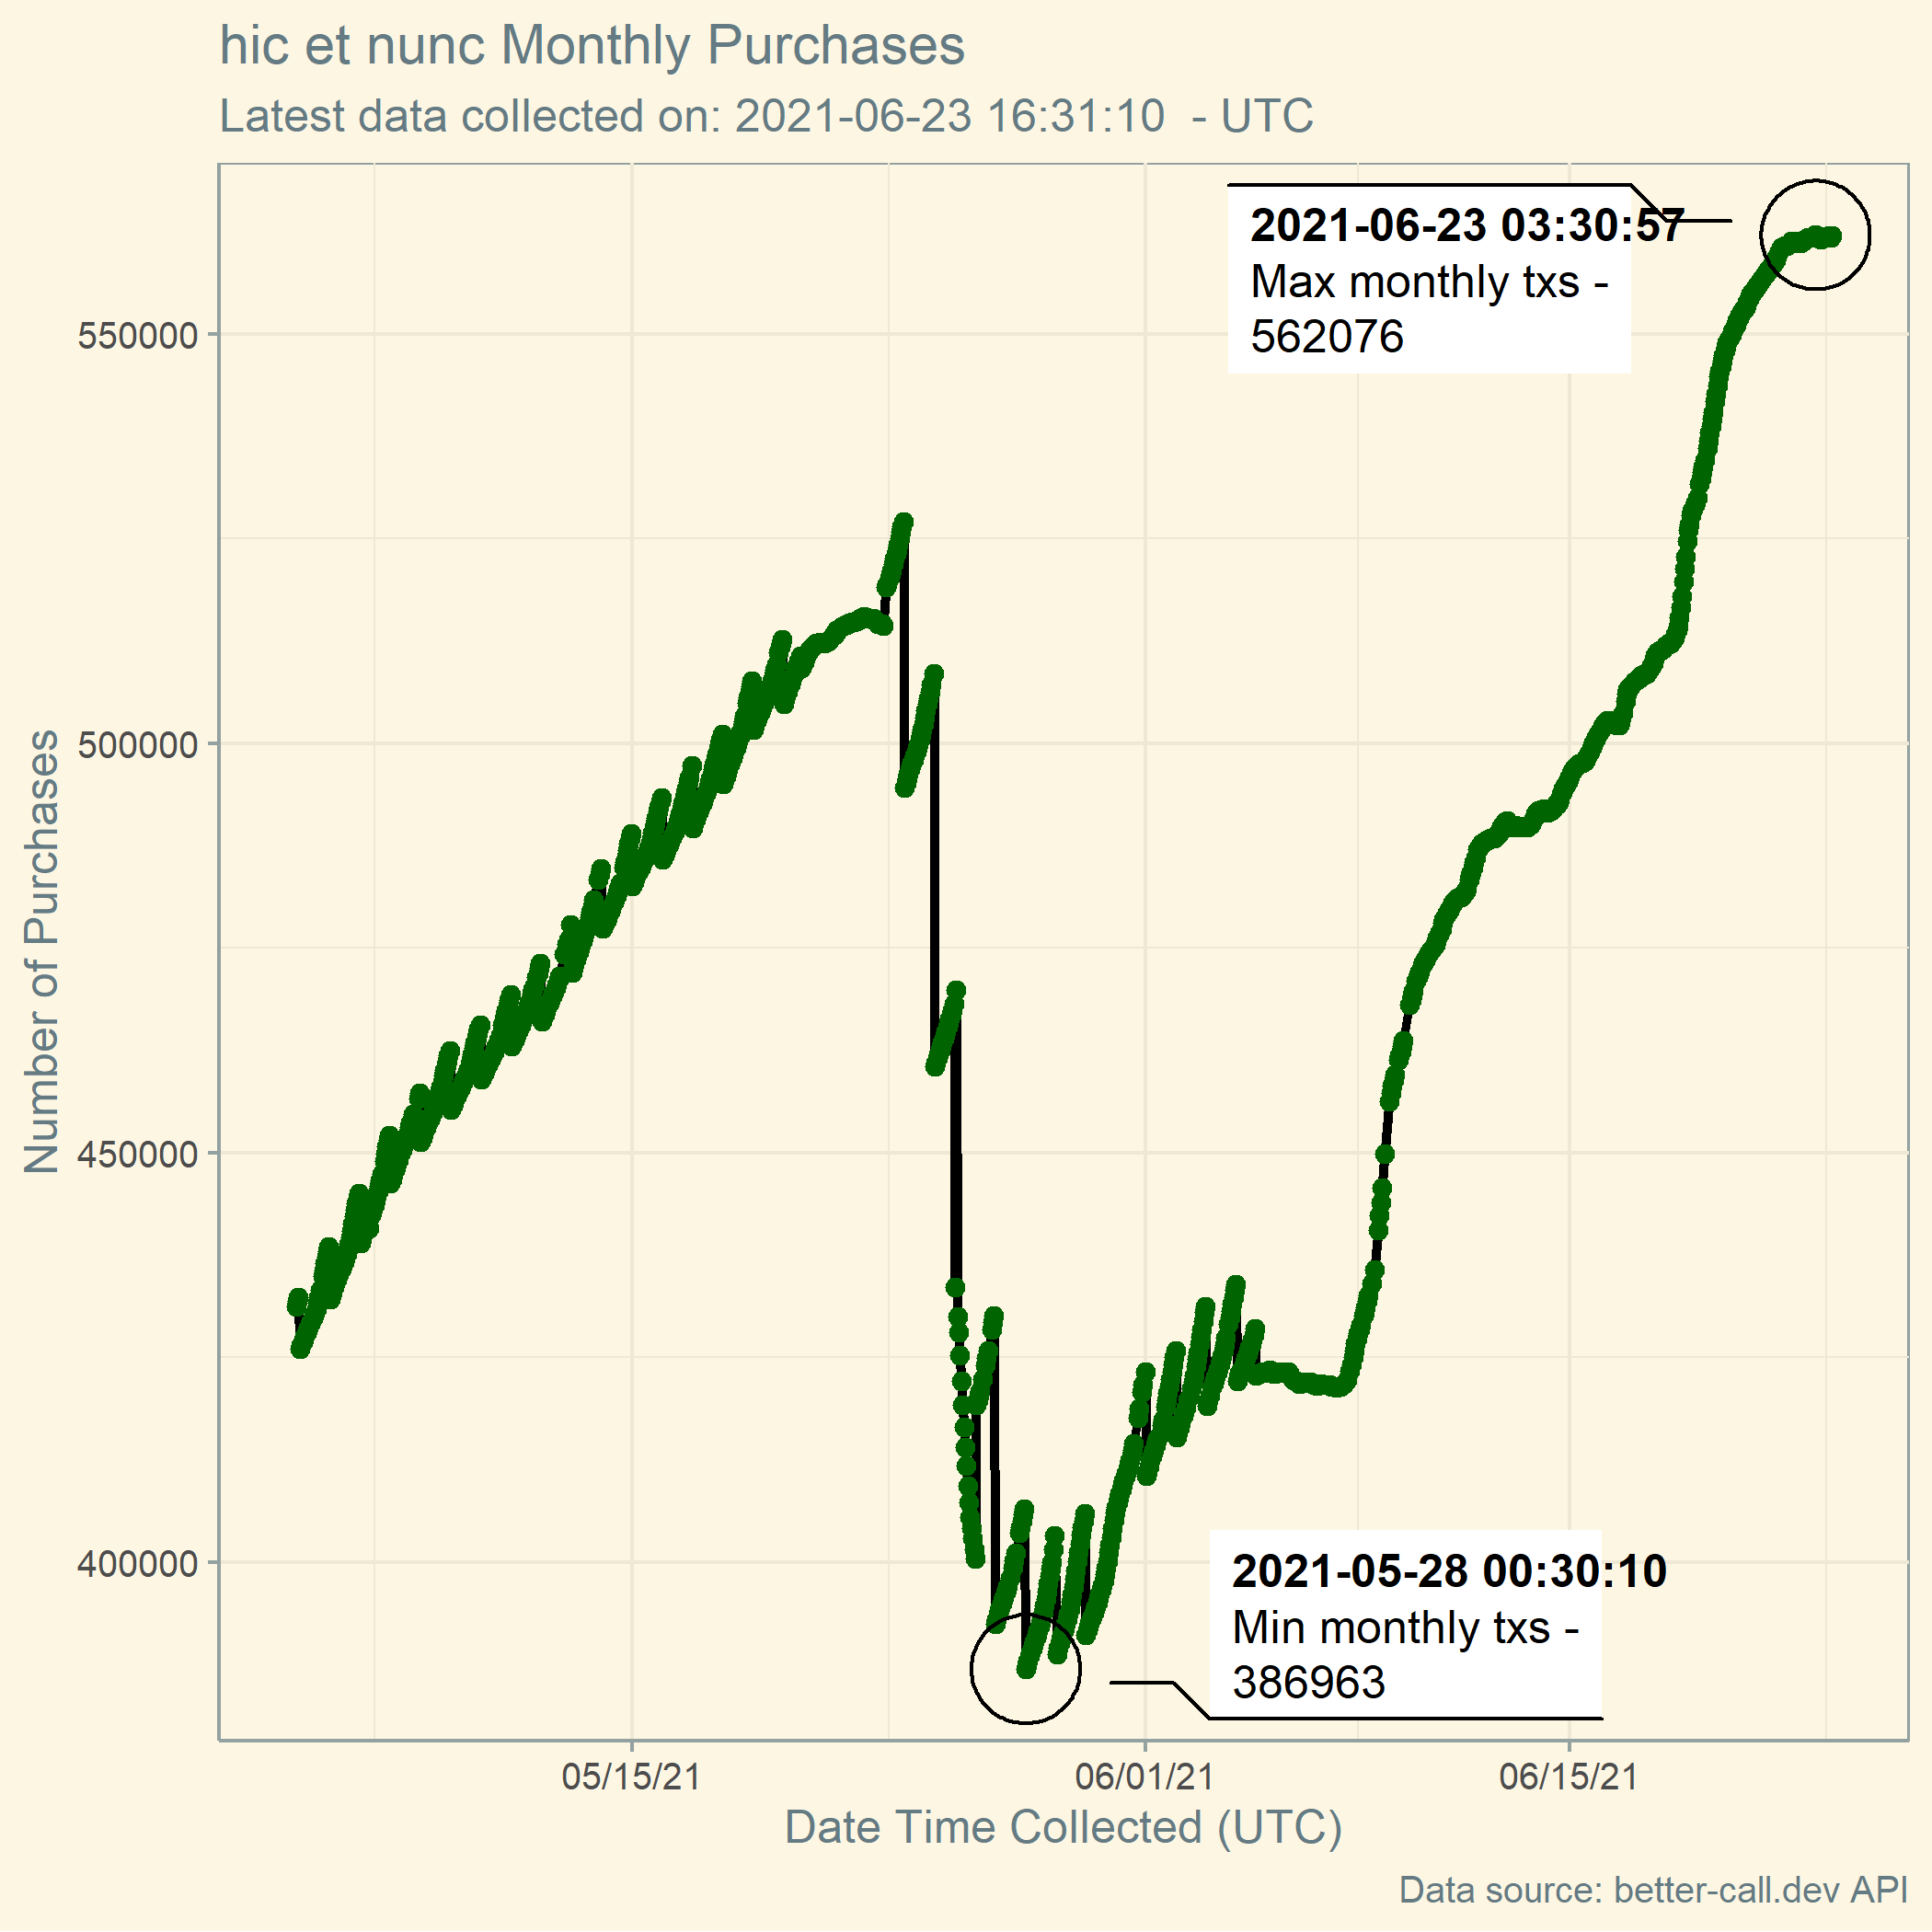 hic et nunc Monthly Purchases
Latest data collected on: 2021-06-23 16:31:10  - UTC
2021-06-23 03:30:57
Max monthly txs -
562076
550000
500000
450000
400000
Number of Purchases
2021-05-28 00:30:10
Min monthly txs -
386963
05/15/21
06/01/21
06/15/21
Date Time Collected (UTC)
Data source: better-call.dev API